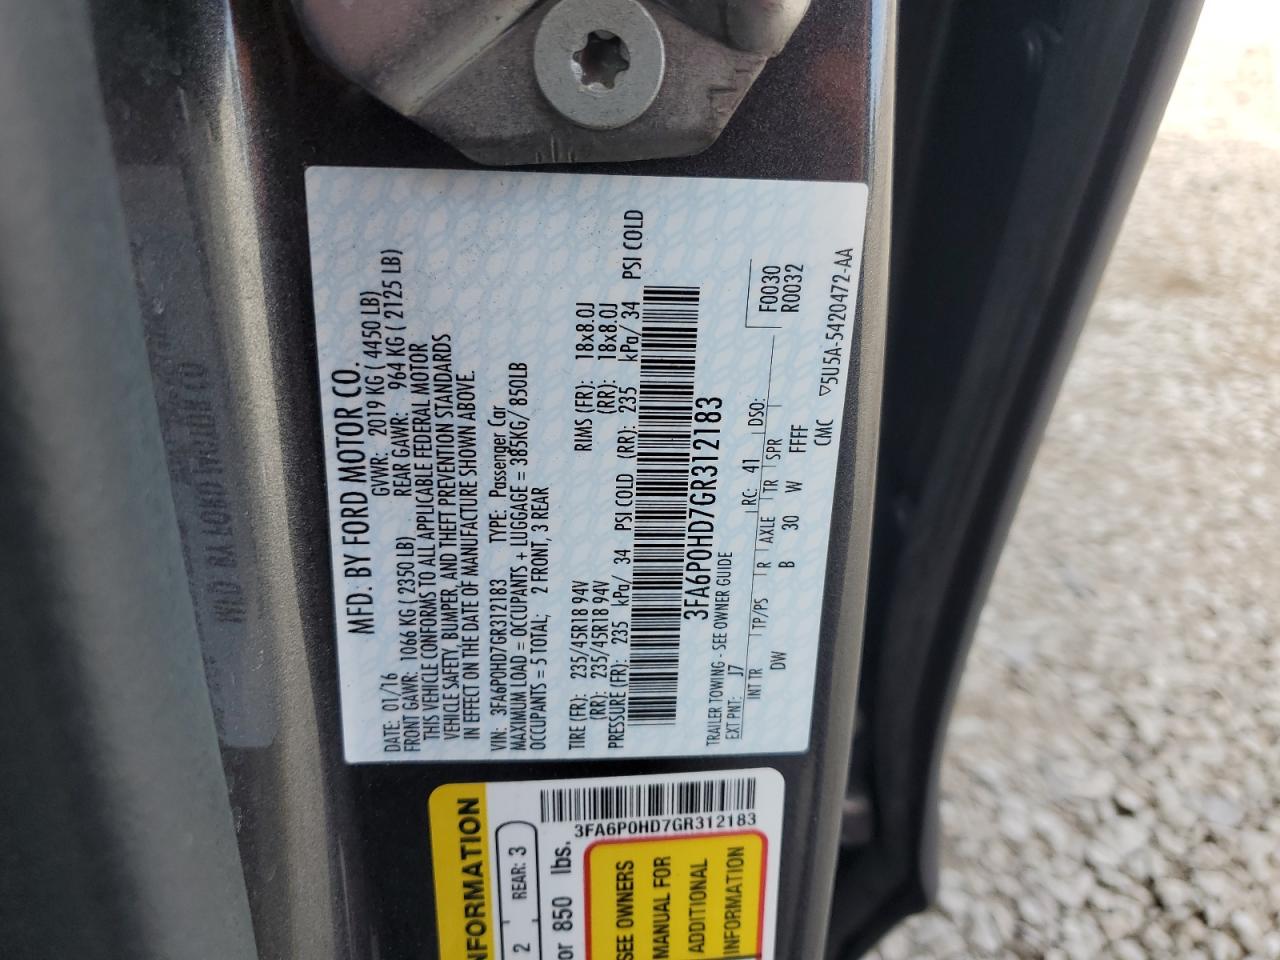 MFD. BY FORD MOTOR CO.
DATE: 01/16 GVWR: 2019 KG ( 4450 LB)
FRONT GAWR: 1066 KG ( 2350 LB) REAR GAWR: 964 KG ( 2125 LB)
THIS VEHICLE CONFORMS TO ALL APPLICABLE FEDERAL MOTOR
VEHICLE SAFETY, BUMPER, AND THEFT PREVENTION STANDARDS
IN EFFECT ON THE DATE OF MANUFACTURE SHOWN ABOVE.
VIN: 3FA6P0HD7GR312183 TYPE: Passenger Car
MAXIMUM LOAD = OCCUPANTS + LUGGAGE = 385KG/ 850LB
OCCUPANTS = 5 TOTAL: 2 FRONT, 3 REAR
TIRE (FR): 235/45R18 94V RIMS (FR): 18x8.0J
(RR): 235/45R18 94V (RR): 18x8.0J
PRESSURE (FR): 235 kPa/ 34 PSI COLD (RR): 235 kPa/ 34 PSI COLD
3FA6P0HD7GR312183
TRAILER TOWING - SEE OWNER GUIDE
EXT PNT: J7 RC: 41 DSO:
F0030
R0032
INT TR TP/PS R AXLE TR SPR
DW B 30 W FFFF
CMC ▽5U5A-5420472-AA
3FA6P0HD7GR312183
NFORMATION
2 REAR: 3
or 850 lbs.
SEE OWNERS
MANUAL FOR
ADDITIONAL
INFORMATION